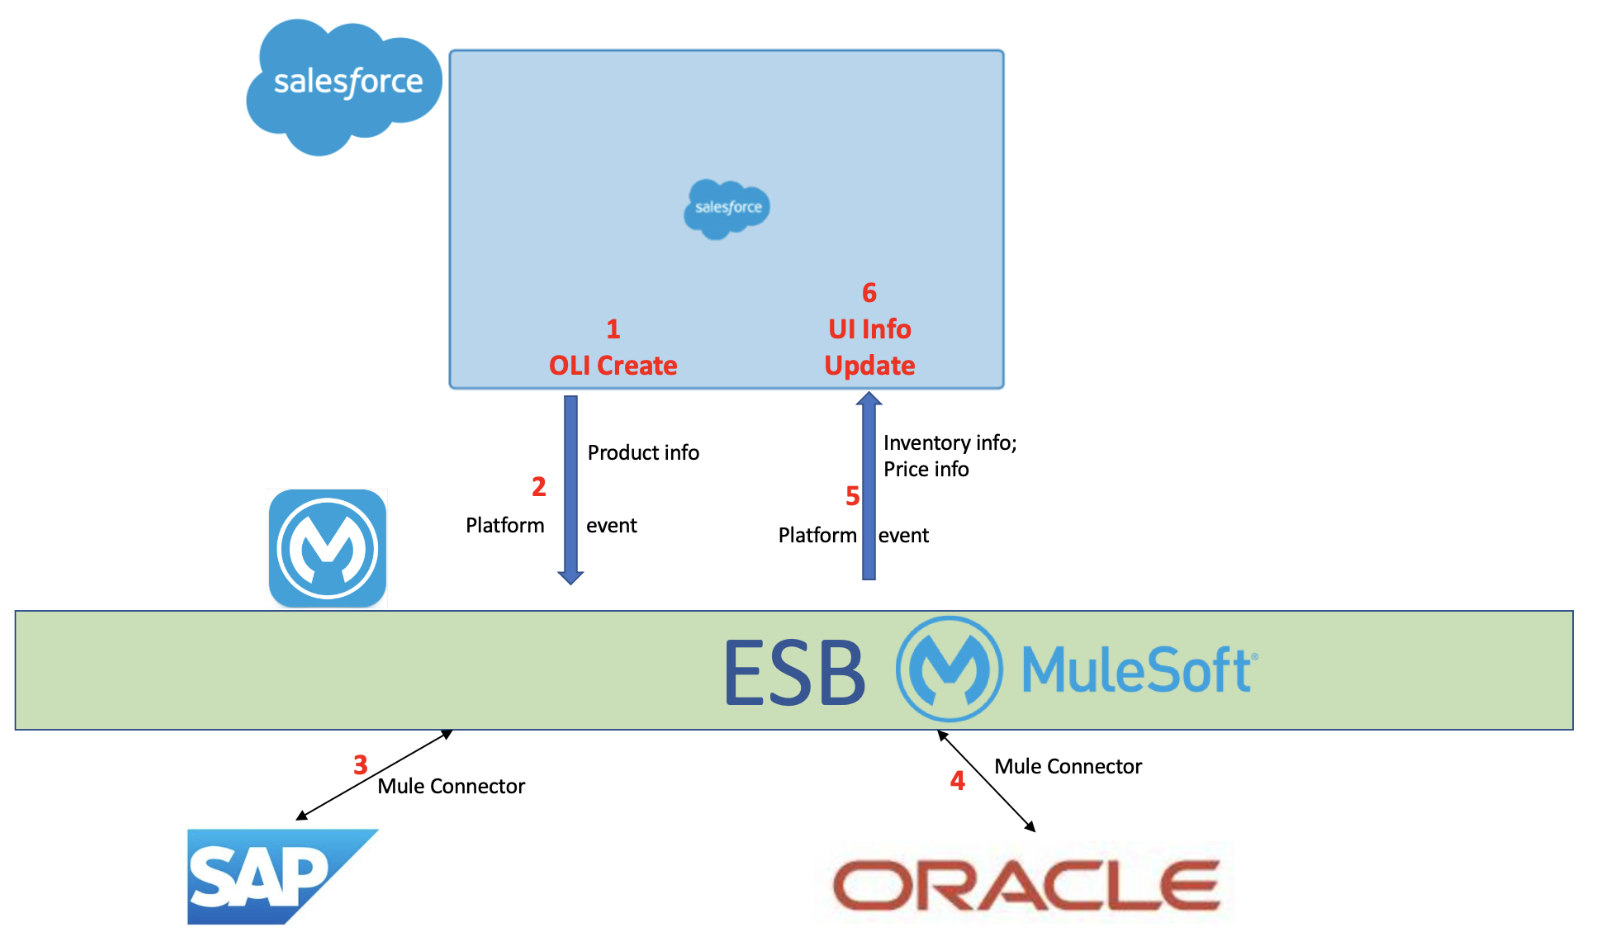 salesforce
salesforce
1
OLI Create
6
UI Info
Update
Product info
2
Platform event
Inventory info;
Price info
5
Platform event
ESB MuleSoft®
3
Mule Connector
4
Mule Connector
SAP
ORACLE